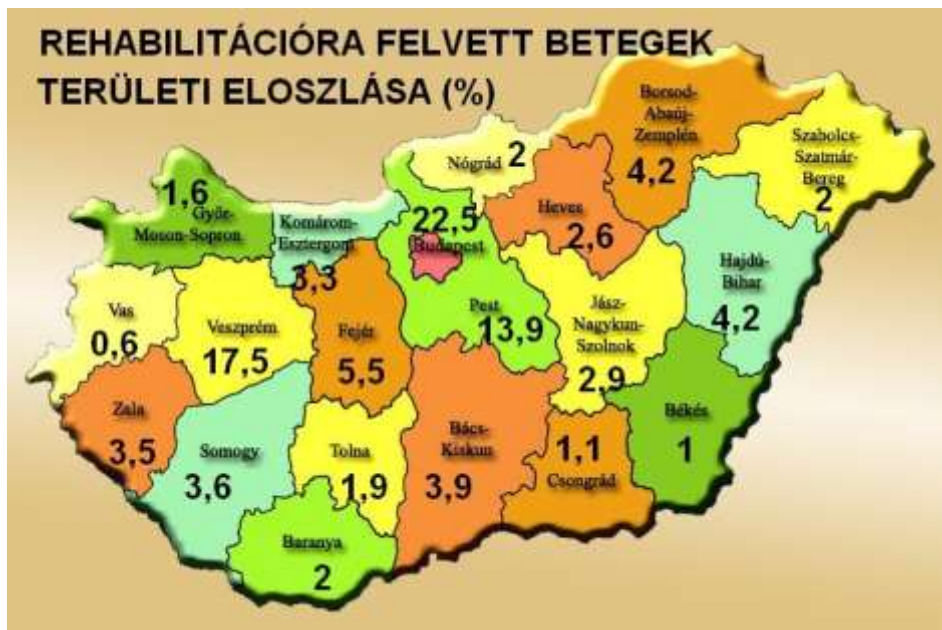 REHABILITÁCIÓRA FELVETT BETEGEK
TERÜLETI ELOSZLÁSA (%)
Borsod-
Abaúj-
Zemplén
4,2
Szabolcs-
Szatmár-
Bereg
2
Nógrád 2
1,6
Győr-
Moson-Sopron
Komárom-
Esztergom
3,3
22,5
Budapest
Heves
2,6
Hajdú-
Bihar
4,2
Vas
0,6
Veszprém
17,5
Fejér
5,5
Pest
13,9
Jász-
Nagykun-
Szolnok
2,9
Zala
3,5
Somogy
3,6
Tolna
1,9
Bács-
Kiskun
3,9
1,1
Csongrád
Békés
1
Baranya
2